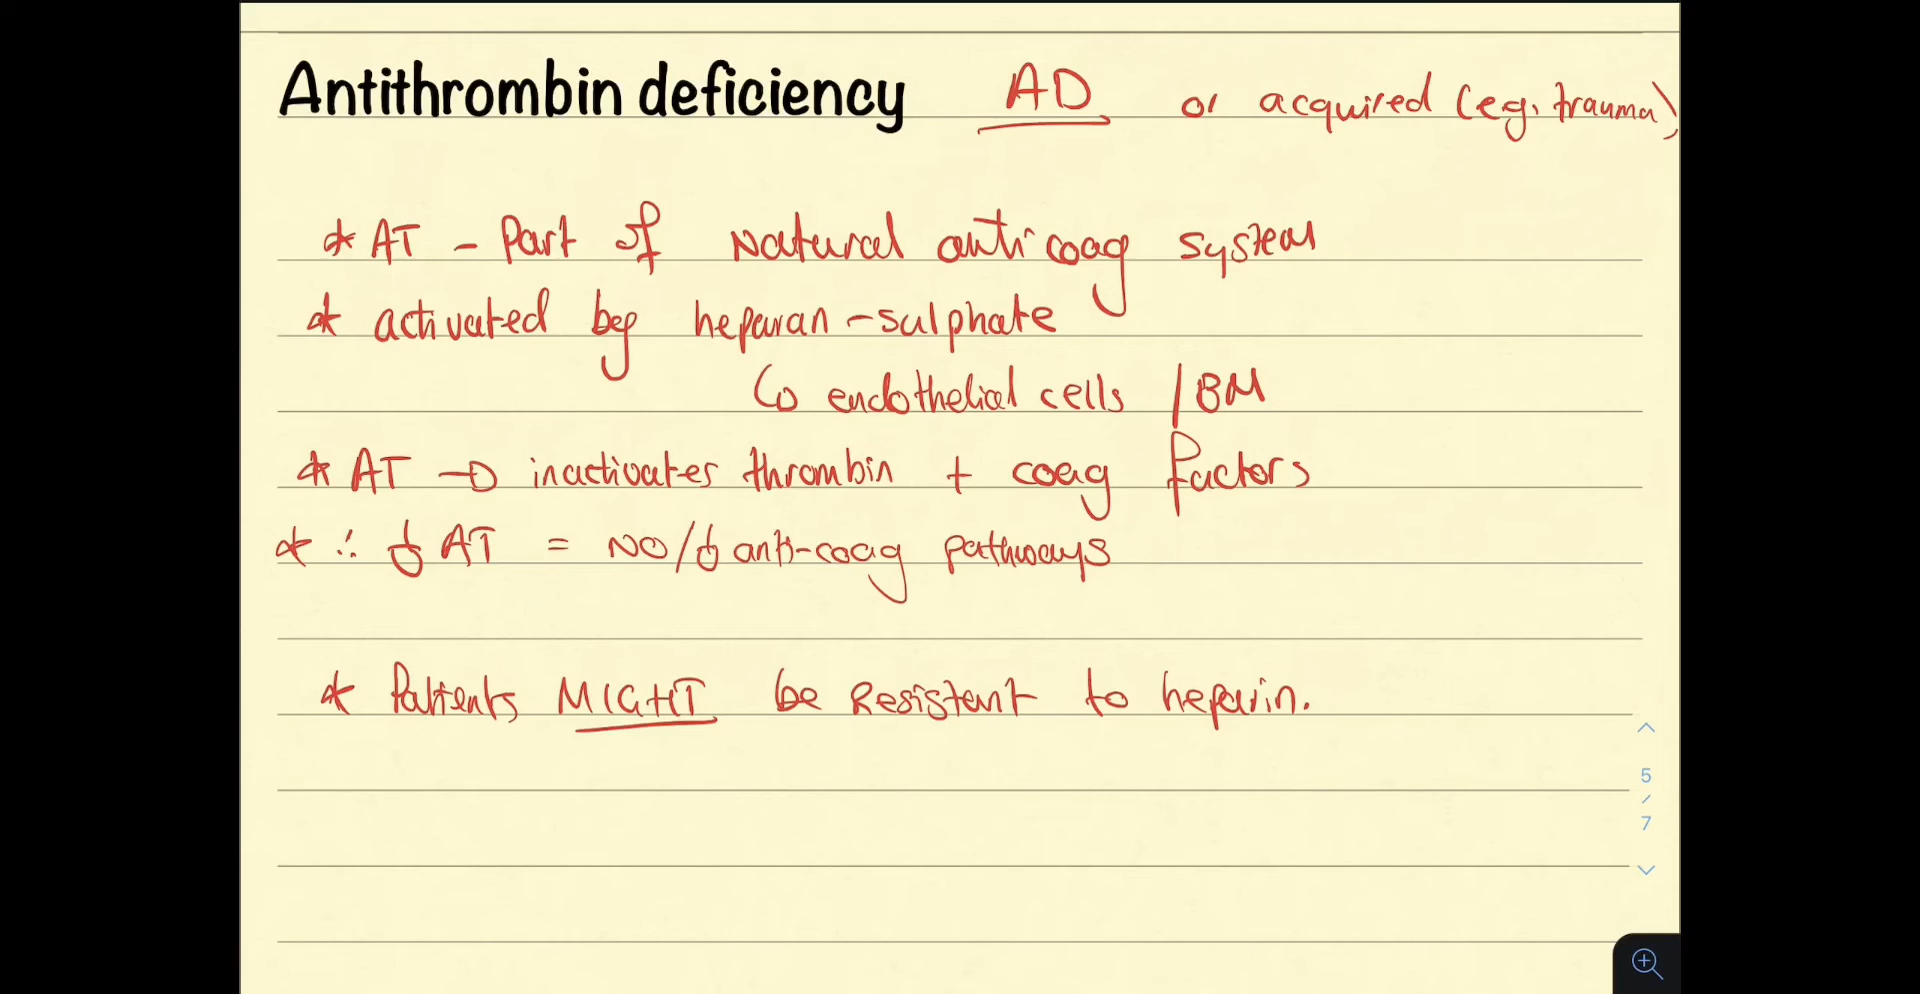 Antithrombin deficiency AD or acquired (eg. trauma)
* AT - Part of Natural anti coag system
* activated by heparan-sulphate
↳ endothelial cells / BM
* AT → inactivates thrombin + coag factors
* ∴ ↓ AT = NO/↓ anti-coag pathways
* Patients MIGHT be Resistant to heparin.
5
/
7